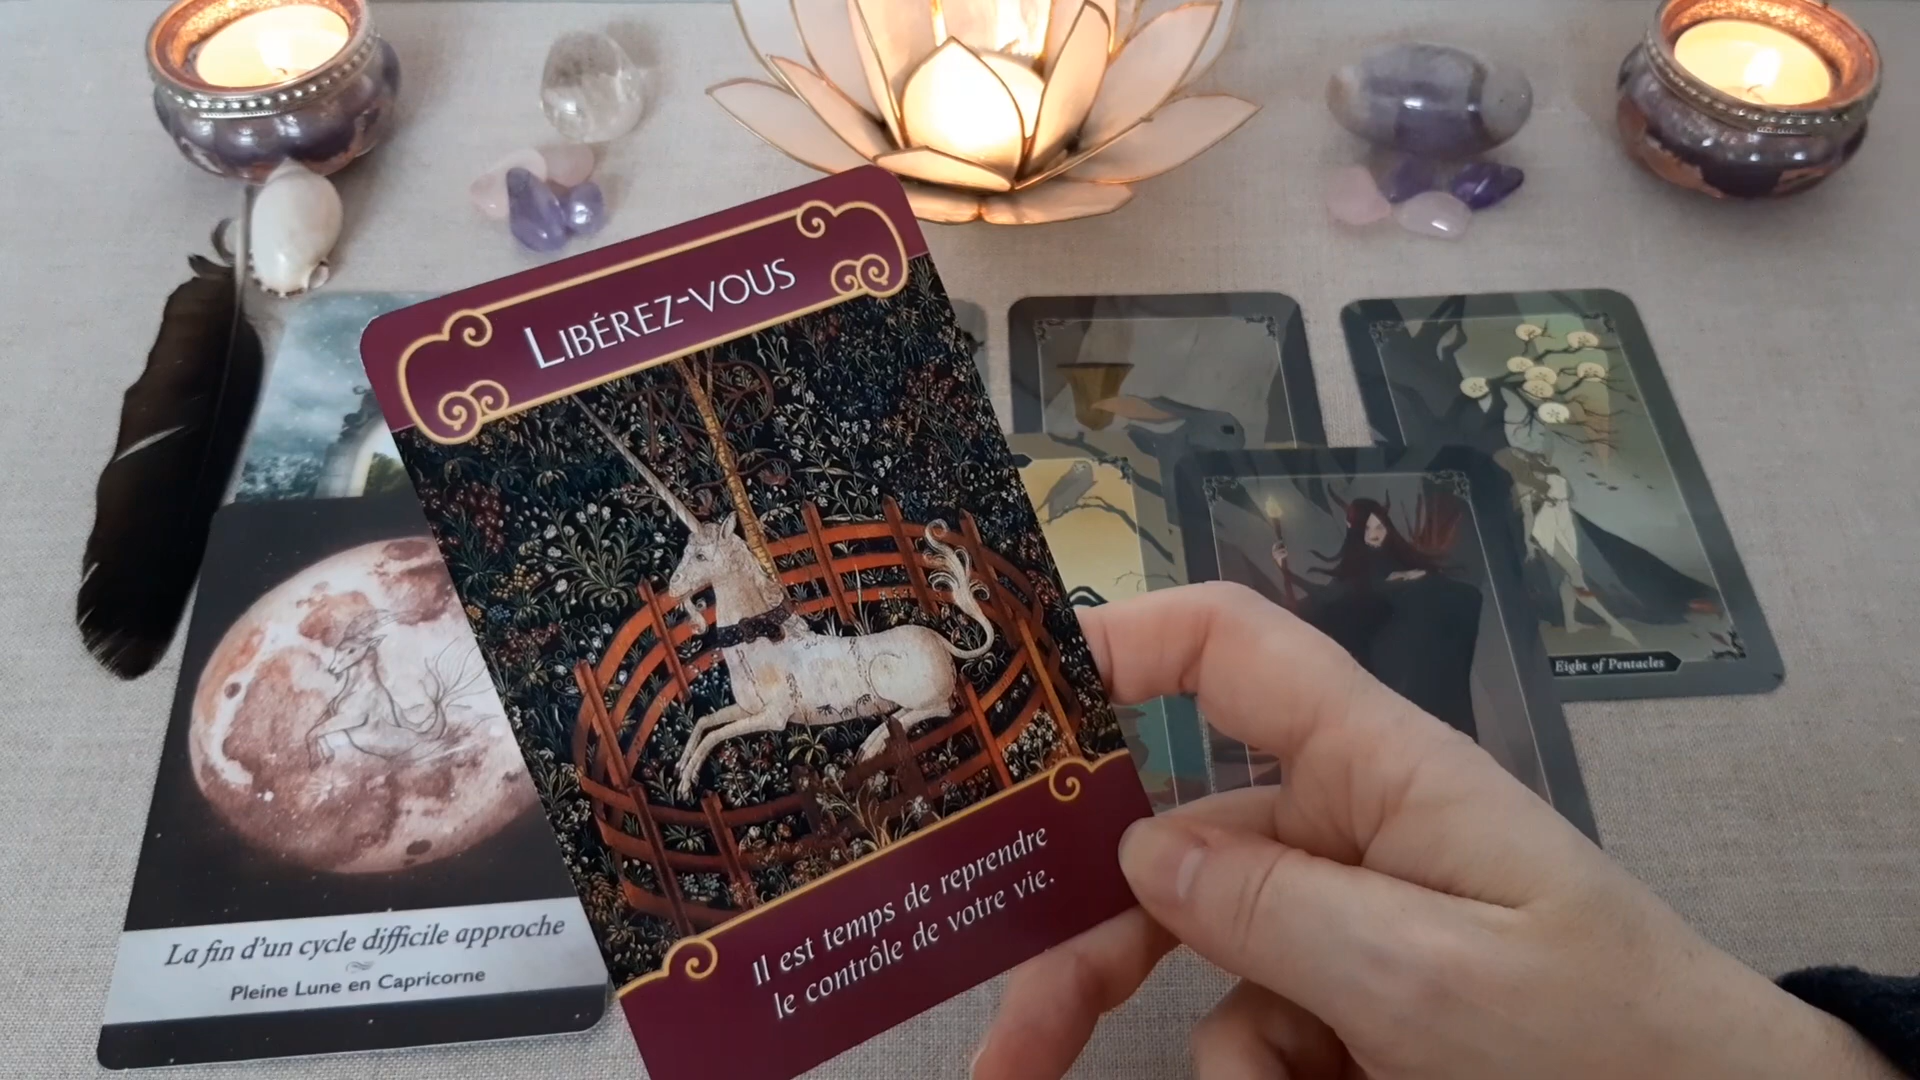 LIBÉREZ-VOUS
Il est temps de reprendre
le contrôle de votre vie.
La fin d'un cycle difficile approche
Pleine Lune en Capricorne
Eight of Pentacles